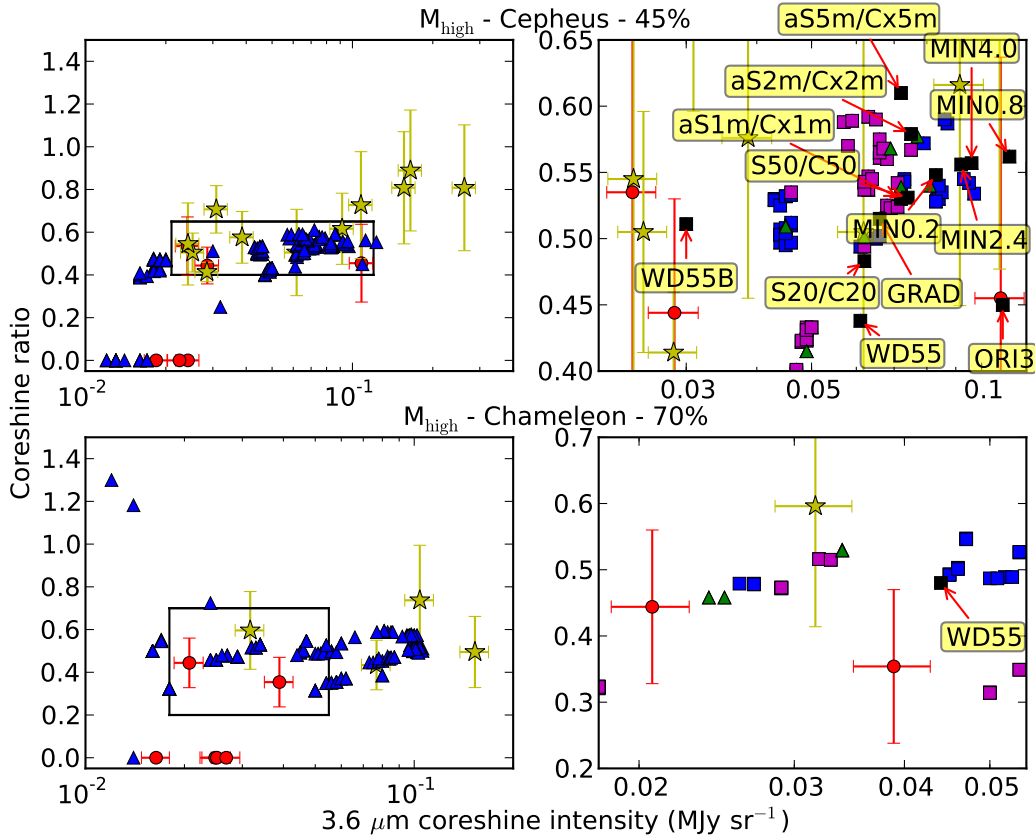 M_high - Cepheus - 45%
1.4
1.2
1.0
0.8
0.6
0.4
0.2
0.0
10^−2
10^−1
0.65
0.60
0.55
0.50
0.45
0.40
0.03
0.05
0.1
aS5m/Cx5m
MIN4.0
aS2m/Cx2m
MIN0.8
aS1m/Cx1m
S50/C50
MIN0.2
MIN2.4
WD55B
S20/C20
GRAD
WD55
ORI3
Coreshine ratio
M_high - Chameleon - 70%
1.4
1.2
1.0
0.8
0.6
0.4
0.2
0.0
10^−2
10^−1
0.7
0.6
0.5
0.4
0.3
0.2
0.02
0.03
0.04
0.05
WD55
3.6 μm coreshine intensity (MJy sr^−1)